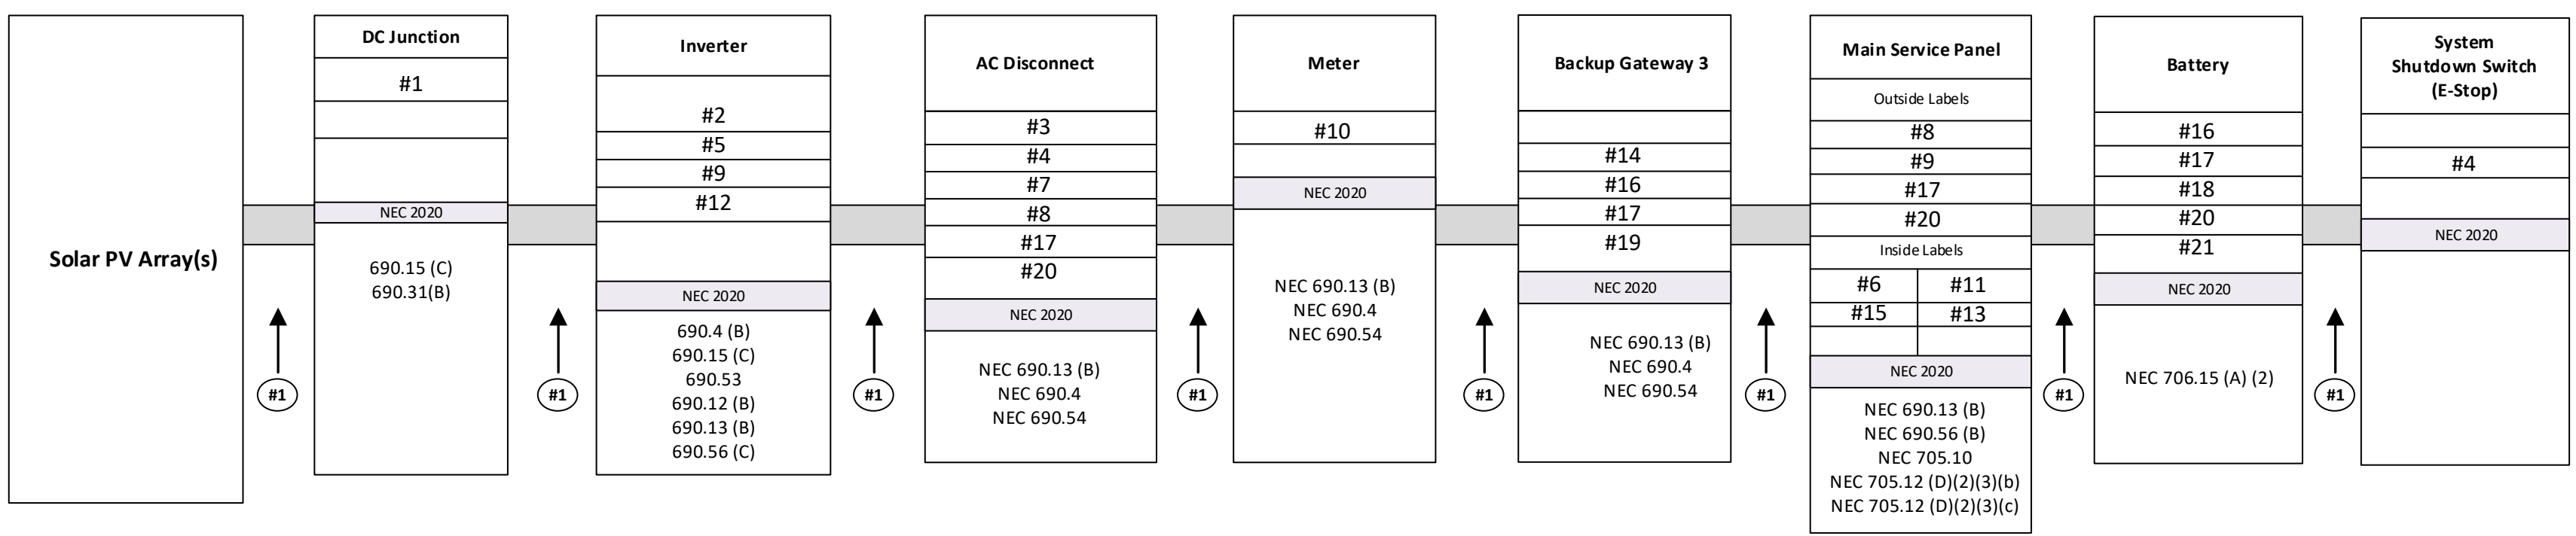 Solar PV Array(s)
#1
DC Junction
#1
NEC 2020
690.15 (C)
690.31(B)
#1
Inverter
#2
#5
#9
#12
NEC 2020
690.4 (B)
690.15 (C)
690.53
690.12 (B)
690.13 (B)
690.56 (C)
#1
AC Disconnect
#3
#4
#7
#8
#17
#20
NEC 2020
NEC 690.13 (B)
NEC 690.4
NEC 690.54
#1
Meter
#10
NEC 2020
NEC 690.13 (B)
NEC 690.4
NEC 690.54
#1
Backup Gateway 3
#14
#16
#17
#19
NEC 2020
NEC 690.13 (B)
NEC 690.4
NEC 690.54
#1
Main Service Panel
Outside Labels
#8
#9
#17
#20
Inside Labels
#6 #11
#15 #13
NEC 2020
NEC 690.13 (B)
NEC 690.56 (B)
NEC 705.10
NEC 705.12 (D)(2)(3)(b)
NEC 705.12 (D)(2)(3)(c)
#1
Battery
#16
#17
#18
#20
#21
NEC 2020
NEC 706.15 (A) (2)
#1
System
Shutdown Switch
(E-Stop)
#4
NEC 2020